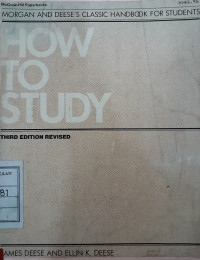 McGraw-Hill Paperbacks
MORGAN AND DEESE'S CLASSIC HANDBOOK FOR STUDENTS
HOW
TO
STUDY
THIRD EDITION REVISED
81
JAMES DEESE AND ELLIN K. DEESE